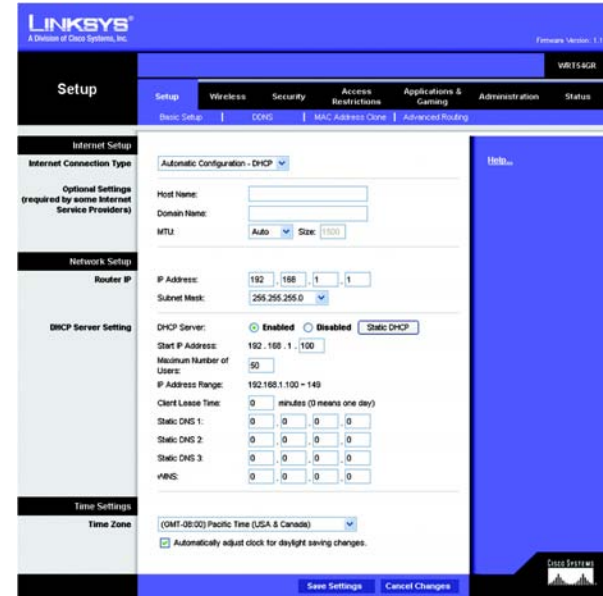 LINKSYS®
A Division of Cisco Systems, Inc.
Firmware Version: 1.1
WRT54GR
Setup
Setup Wireless Security Access Restrictions Applications & Gaming Administration Status
Basic Setup | DDNS | MAC Address Clone | Advanced Routing
Internet Setup
Internet Connection Type Automatic Configuration - DHCP
Help...
Optional Settings
(required by some Internet
Service Providers)
Host Name:
Domain Name:
MTU: Auto Size: 1500
Network Setup
Router IP IP Address: 192 . 168 . 1 . 1
Subnet Mask: 255.255.255.0
DHCP Server Setting DHCP Server: Enabled Disabled Static DHCP
Start IP Address: 192 . 168 . 1 . 100
Maximum Number of
Users: 50
IP Address Range: 192.168.1.100 ~ 149
Client Lease Time: 0 minutes (0 means one day)
Static DNS 1: 0 . 0 . 0 . 0
Static DNS 2: 0 . 0 . 0 . 0
Static DNS 3: 0 . 0 . 0 . 0
WINS: 0 . 0 . 0 . 0
Time Settings
Time Zone (GMT-08:00) Pacific Time (USA & Canada)
Automatically adjust clock for daylight saving changes.
Save Settings Cancel Changes
CISCO SYSTEMS